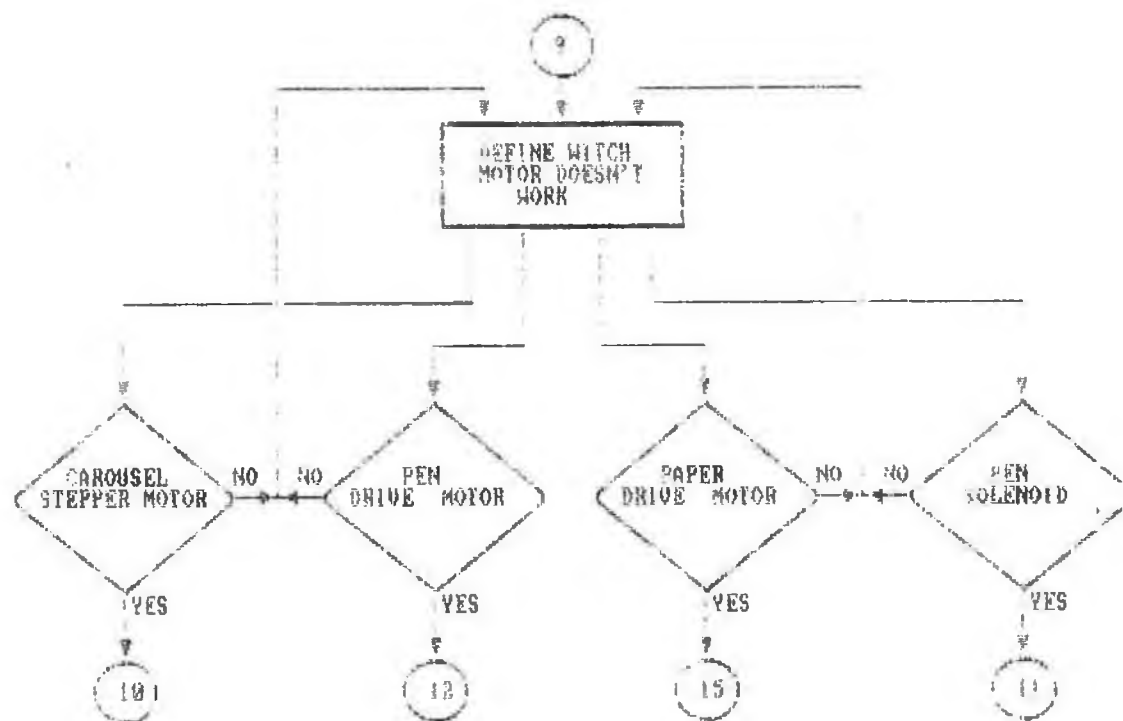 9
DEFINE WITCH
MOTOR DOESN'T
WORK
CAROUSEL
STEPPER MOTOR
NO
NO
PEN
DRIVE MOTOR
PAPER
DRIVE MOTOR
NO
NO
PEN
SOLENOID
YES
YES
YES
YES
10
15